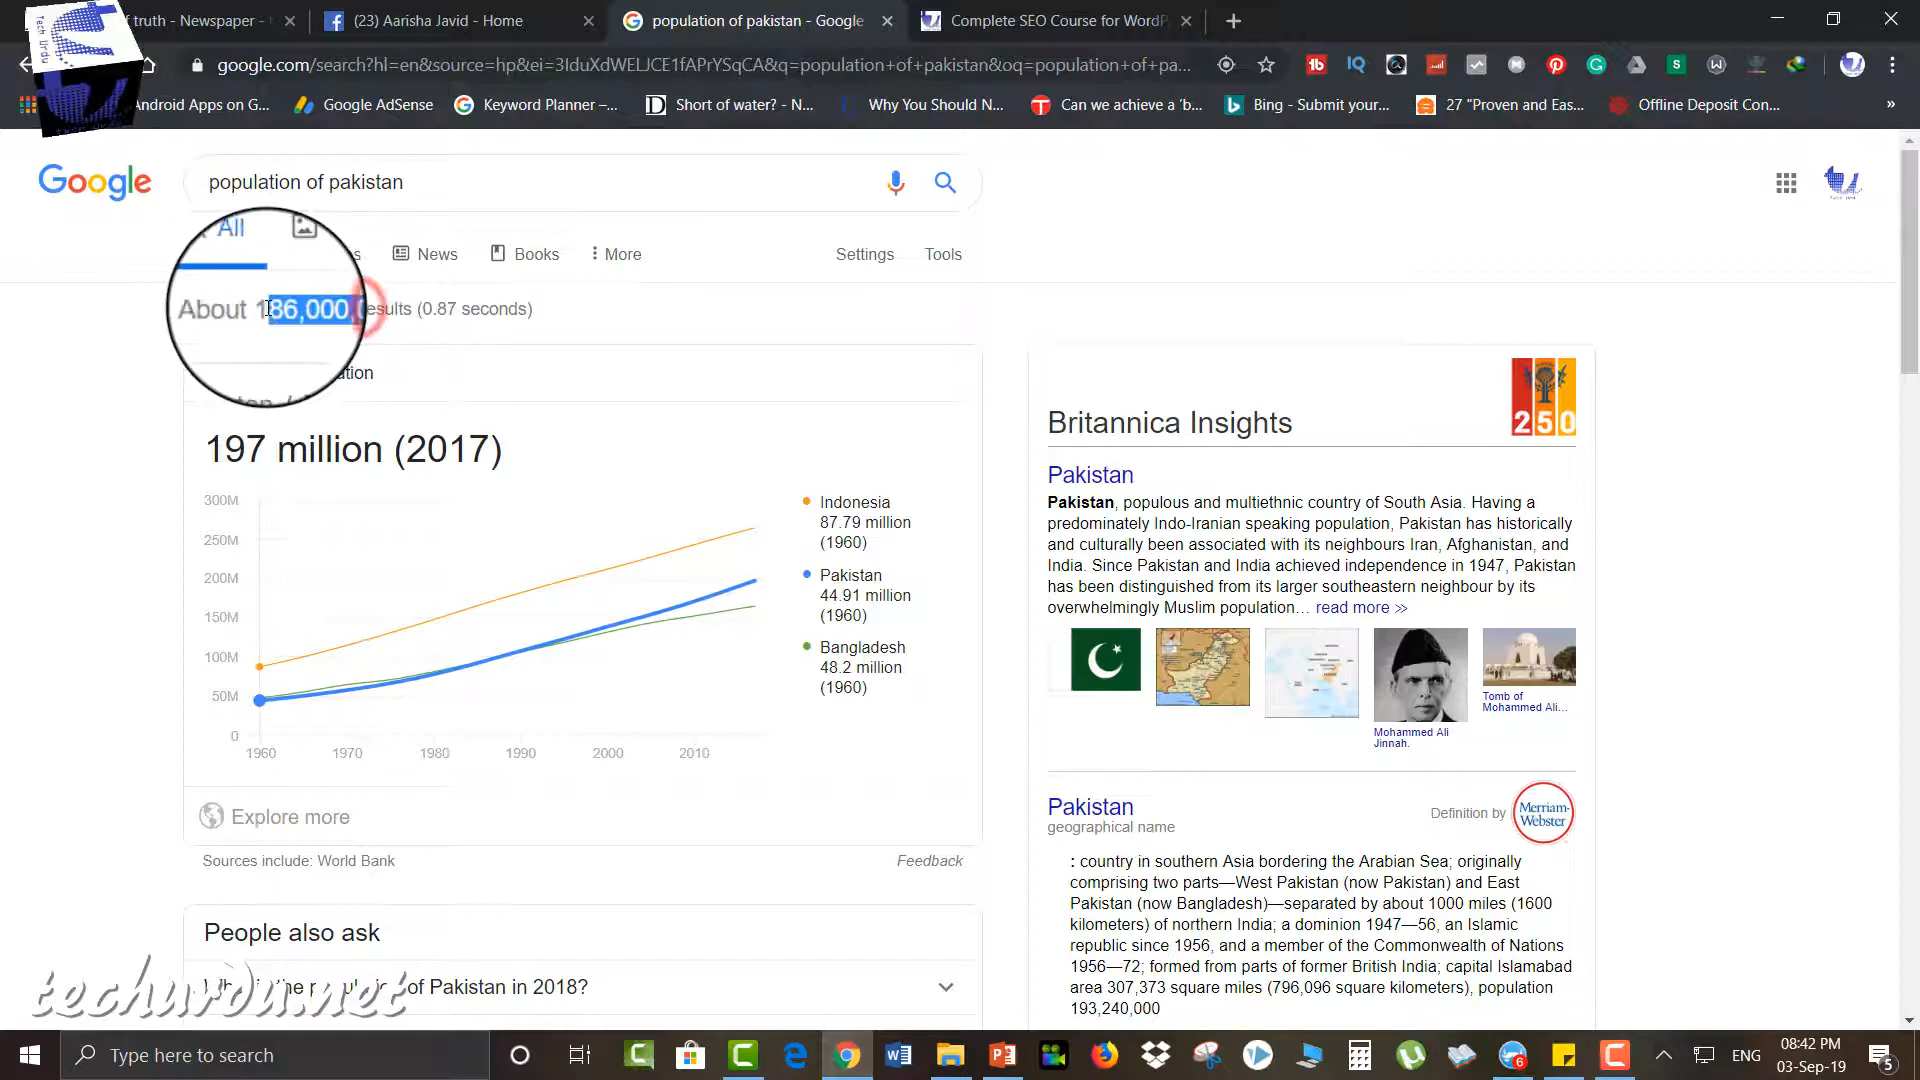 f truth - Newspaper -
(23) Aarisha Javid - Home
population of pakistan - Google
Complete SEO Course for WordP
google.com/search?hl=en&source=hp&ei=3IduXdWELJCE1fAPrYSqCA&q=population+of+pakistan&oq=population+of+pa...
Android Apps on G...
Google AdSense
Keyword Planner –...
Short of water? - N...
Why You Should N...
Can we achieve a 'b...
Bing - Submit your...
27 "Proven and Eas...
Offline Deposit Con...
Tech Urdu
Google
population of pakistan
All
News
Books
More
Settings
Tools
About 186,000,
esults (0.87 seconds)
197 million (2017)
300M
250M
200M
150M
100M
50M
0
1960
1970
1980
1990
2000
2010
Indonesia
87.79 million
(1960)
Pakistan
44.91 million
(1960)
Bangladesh
48.2 million
(1960)
Explore more
Sources include: World Bank
Feedback
People also ask
of Pakistan in 2018?
techurdu.net
Britannica Insights
250
Pakistan
Pakistan, populous and multiethnic country of South Asia. Having a
predominately Indo-Iranian speaking population, Pakistan has historically
and culturally been associated with its neighbours Iran, Afghanistan, and
India. Since Pakistan and India achieved independence in 1947, Pakistan
has been distinguished from its larger southeastern neighbour by its
overwhelmingly Muslim population... read more >>
Mohammed Ali
Jinnah.
Tomb of
Mohammed Ali...
Pakistan
geographical name
Definition by
Merriam-
Webster
: country in southern Asia bordering the Arabian Sea; originally
comprising two parts—West Pakistan (now Pakistan) and East
Pakistan (now Bangladesh)—separated by about 1000 miles (1600
kilometers) of northern India; a dominion 1947—56, an Islamic
republic since 1956, and a member of the Commonwealth of Nations
1956—72; formed from parts of former British India; capital Islamabad
area 307,373 square miles (796,096 square kilometers), population
193,240,000
Type here to search
ENG
08:42 PM
03-Sep-19
5
6